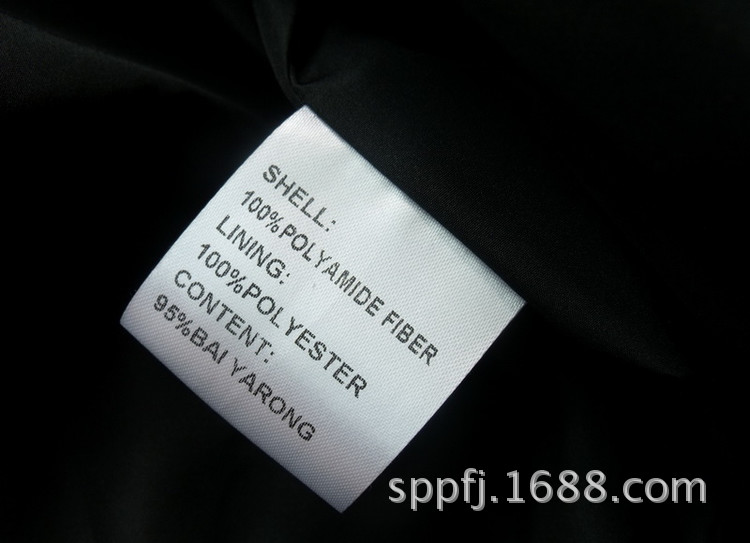 SHELL:
100%POLYAMIDE FIBER
LINING:
100%POLYESTER
CONTENT:
95%BAI YARONG
sppfj.1688.com